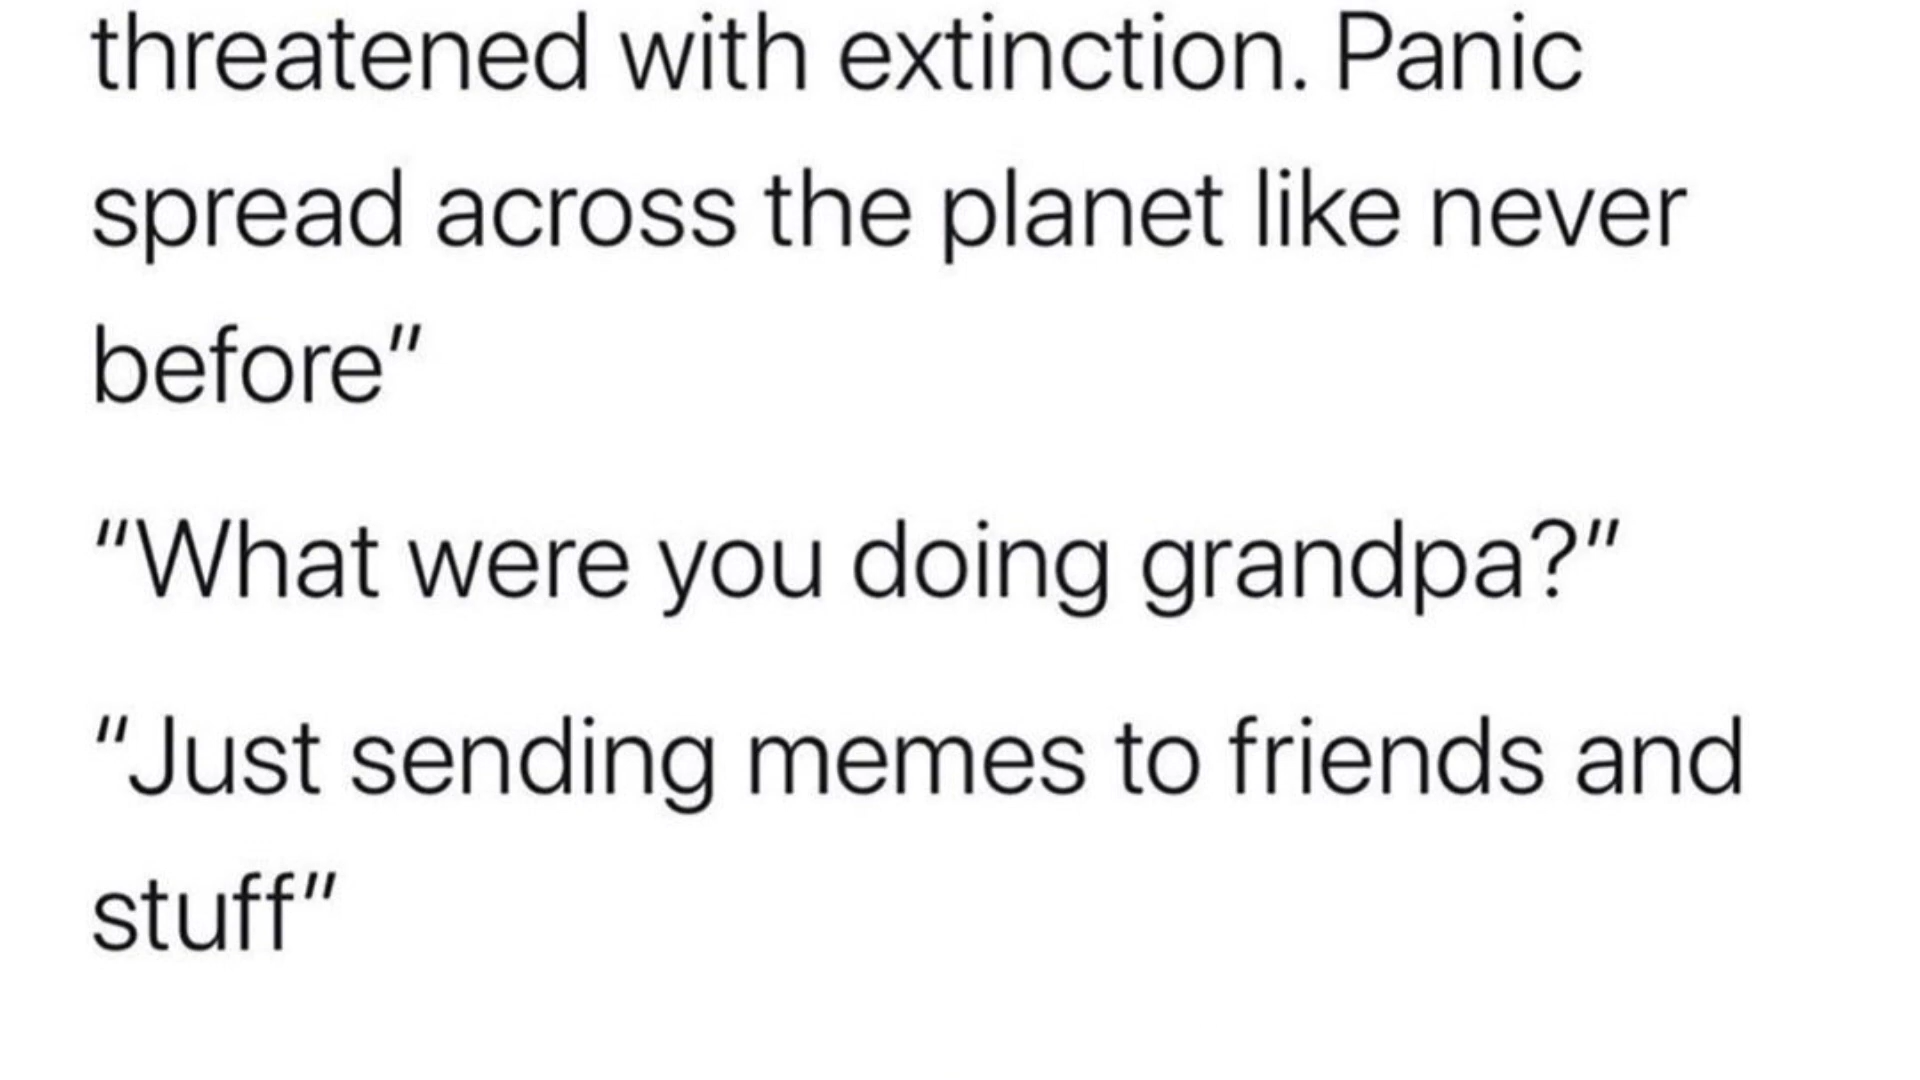 threatened with extinction. Panic
spread across the planet like never
before”
“What were you doing grandpa?”
“Just sending memes to friends and
stuff”